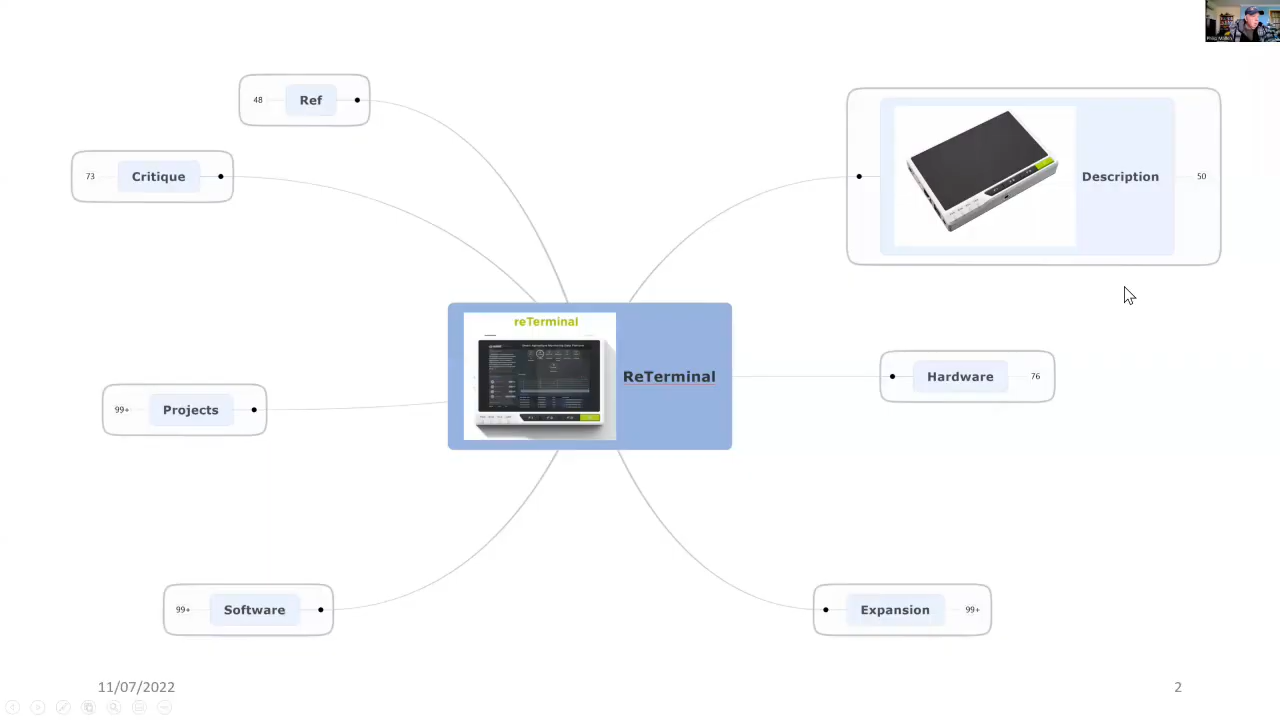 48 Ref
73 Critique
Description 50
reTerminal
ReTerminal
Hardware 76
99+ Projects
99+ Software
Expansion 99+
11/07/2022
2